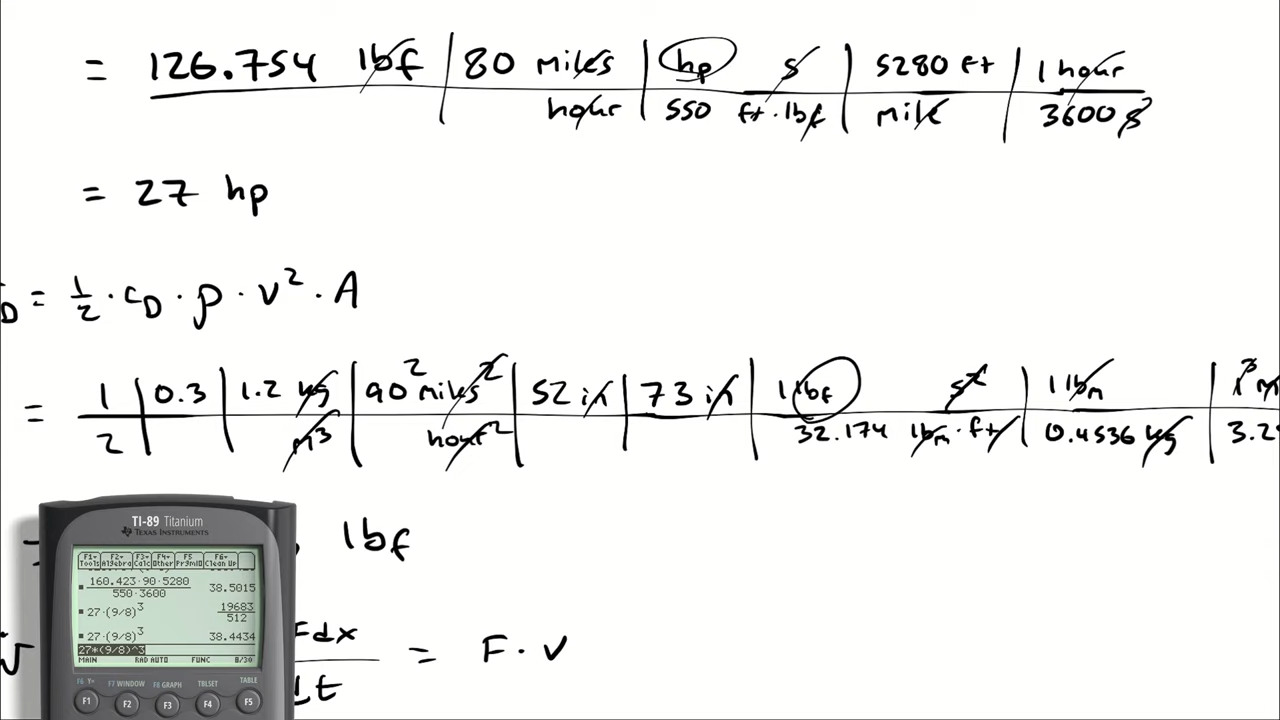 = 126.754 lbf | 80 miles | hp s | 5280 ft | 1 hour
hour | 550 ft·lbf | mile | 3600 s
= 27 hp
D = 1/2 · CD · ρ · v² · A
= 1 | 0.3 | 1.2 kg | 90² miles² | 52 in | 73 in | 1 lbf s² | 1 lbm
2 | m³ | hour² | 32.174 lbm·ft | 0.4536 kg | 3.2
lbf
Fdx
= F · v
t
TI-89 Titanium
TEXAS INSTRUMENTS
F1 F2 F3 F4 F5 F6
Tools Algebra Calc Other PrgmIO Clean Up
160.423·90·5280
550·3600
38.5015
27·(9/8)³
19683
512
27·(9/8)³ 38.4434
27*(9/8)^3
MAIN RAD AUTO FUNC 8/30
F6 Y= F7 WINDOW F8 GRAPH TBLSET TABLE
F1 F2 F3 F4 F5